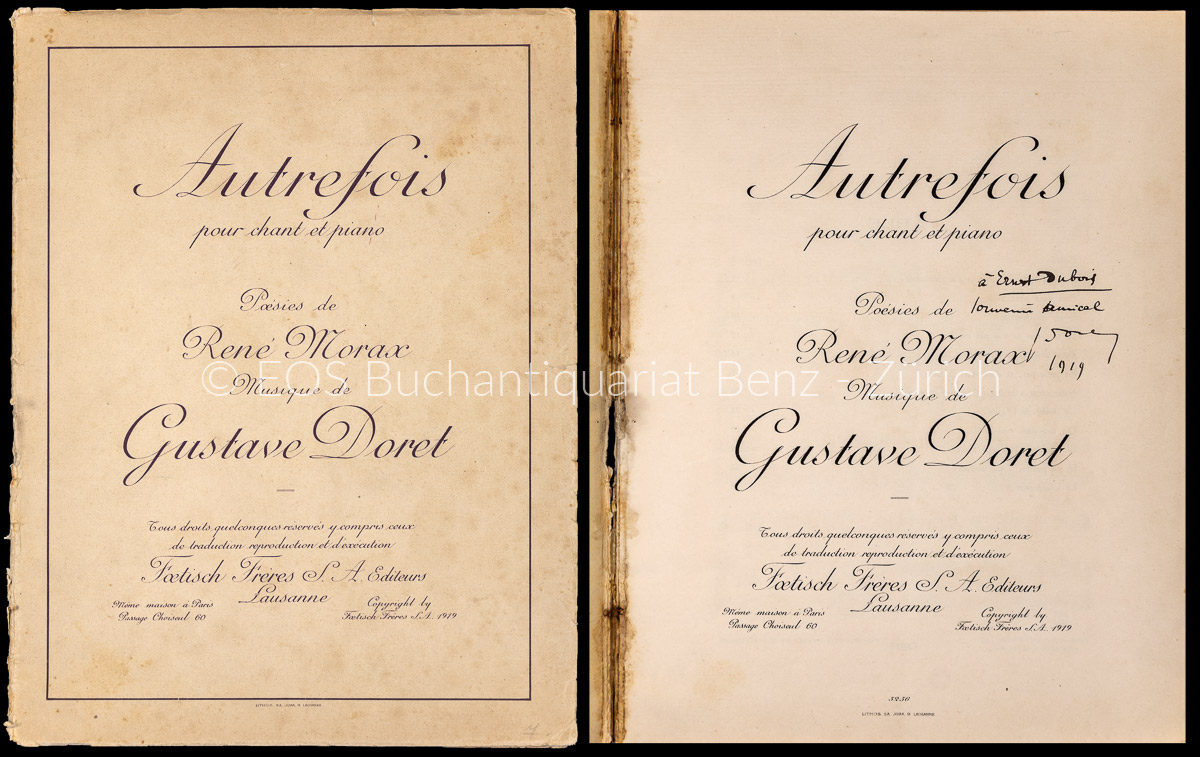 Autrefois
pour chant et piano
Pœsies de
René Morax
Musique de
Gustave Doret
Tous droits quelconques reservés y compris ceux
de traduction reproduction et d'exécution
Fœtisch Frères S. A. Editeurs
Lausanne
Même maison à Paris
Passage Choiseul 60
Copyright by
Fœtisch Frères S.A. 1919
Autrefois
pour chant et piano
à Ernest Dubois
Poésies de
souvenir amical
René Morax
Doret
1919
Musique de
Gustave Doret
Tous droits quelconques reservés y compris ceux
de traduction reproduction et d'exécution
Fœtisch Frères S. A. Editeurs
Lausanne
Même maison à Paris
Passage Choiseul 60
Copyright by
Fœtisch Frères S.A. 1919
© EOS Buchantiquariat Benz - Zürich